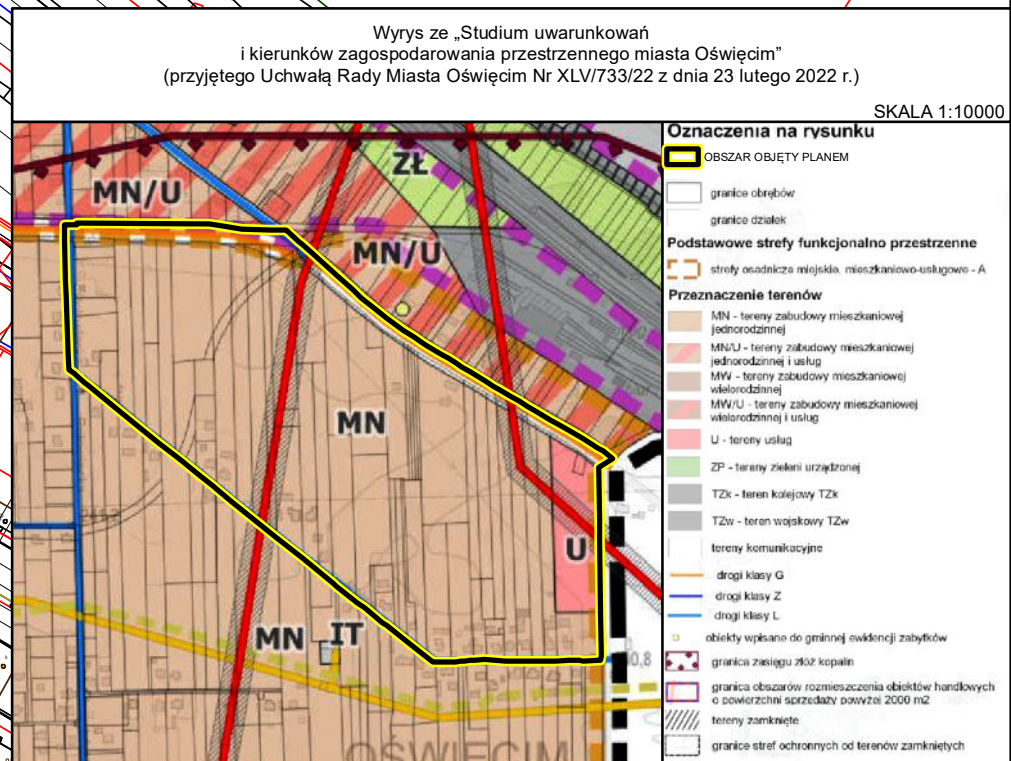 Wyrys ze „Studium uwarunkowań
i kierunków zagospodarowania przestrzennego miasta Oświęcim”
(przyjętego Uchwałą Rady Miasta Oświęcim Nr XLV/733/22 z dnia 23 lutego 2022 r.)
SKALA 1:10000
MN/U
ZŁ
MN/U
MN
U
MN
IT
OŚWIĘCIM
Oznaczenia na rysunku
OBSZAR OBJĘTY PLANEM
granice obrębów
granice działek
Podstawowe strefy funkcjonalno przestrzenne
strefy osadnicze miejskie, mieszkaniowo-usługowe - A
Przeznaczenie terenów
MN - tereny zabudowy mieszkaniowej
jednorodzinnej
MN/U - tereny zabudowy mieszkaniowej
jednorodzinnej i usług
MW - tereny zabudowy mieszkaniowej
wielorodzinnej
MW/U - tereny zabudowy mieszkaniowej
wielorodzinnej i usług
U - tereny usług
ZP - tereny zieleni urządzonej
TZk - teren kolejowy TZk
TZw - teren wojskowy TZw
tereny komunikacyjne
drogi klasy G
drogi klasy Z
drogi klasy L
obiekty wpisane do gminnej ewidencji zabytków
granica zasięgu złóż kopalin
granica obszarów rozmieszczenia obiektów handlowych
o powierzchni sprzedaży powyżej 2000 m2
tereny zamknięte
granice stref ochronnych od terenów zamkniętych